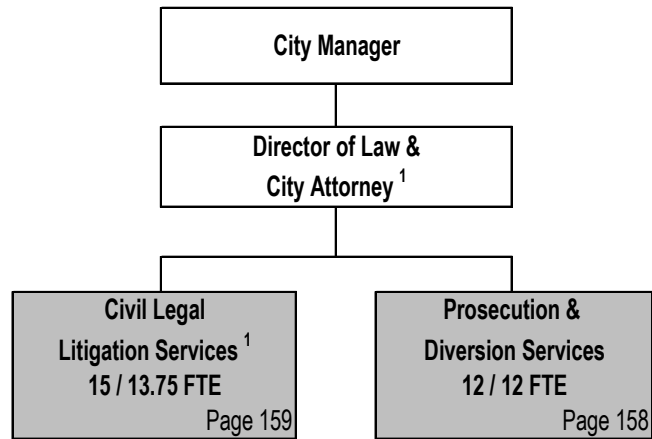 City Manager
Director of Law &
City Attorney 1
Civil Legal
Litigation Services 1
15 / 13.75 FTE
Page 159
Prosecution &
Diversion Services
12 / 12 FTE
Page 158